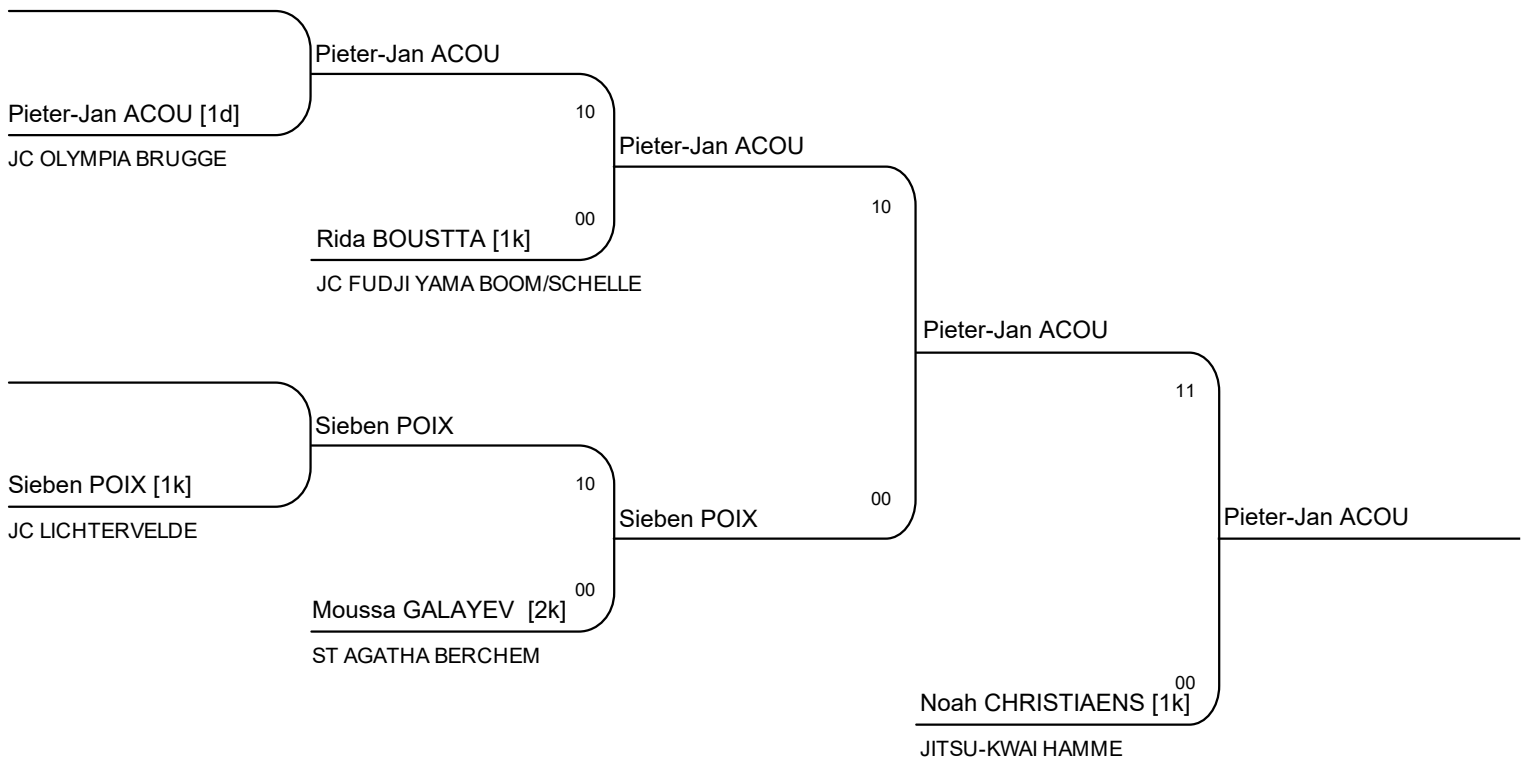 Pieter-Jan ACOU
Pieter-Jan ACOU [1d]
JC OLYMPIA BRUGGE
10
Pieter-Jan ACOU
00
Rida BOUSTTA [1k]
JC FUDJI YAMA BOOM/SCHELLE
10
Pieter-Jan ACOU
11
Sieben POIX
Sieben POIX [1k]
JC LICHTERVELDE
10
00
Sieben POIX
Pieter-Jan ACOU
00
Moussa GALAYEV [2k]
ST AGATHA BERCHEM
00
Noah CHRISTIAENS [1k]
JITSU-KWAI HAMME